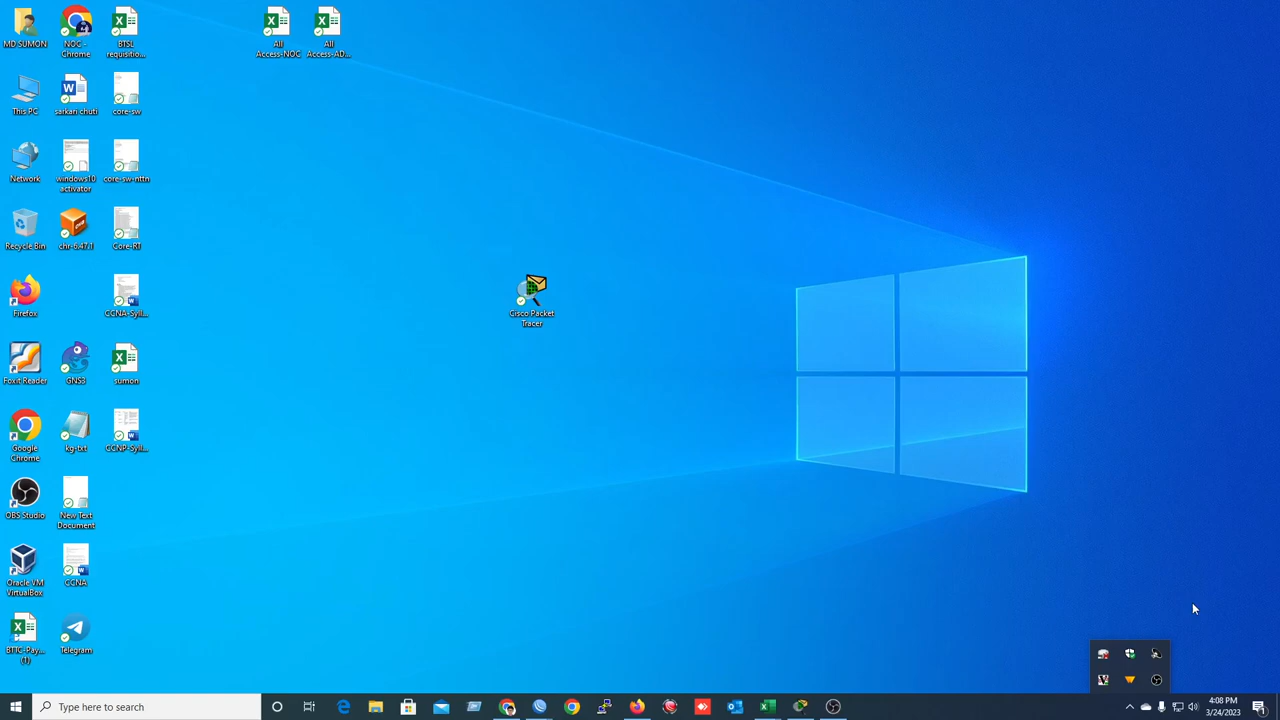 MD SUMON
NOC -
Chrome
BTSL
requisitio...
All
Access-NOC
All
Access-AD...
This PC
sarkari chuti
core-sw
Network
windows10
activator
core-sw-nttn
Recycle Bin
chr-6.47.1
Core-RT
Firefox
CCNA-Syll...
Cisco Packet
Tracer
Foxit Reader
GNS3
sumon
Google
Chrome
kg-txt
CCNP-Syll...
OBS Studio
New Text
Document
Oracle VM
VirtualBox
CCNA
BTIC-Pay...
(1)
Telegram
Type here to search
4:08 PM
3/24/2023